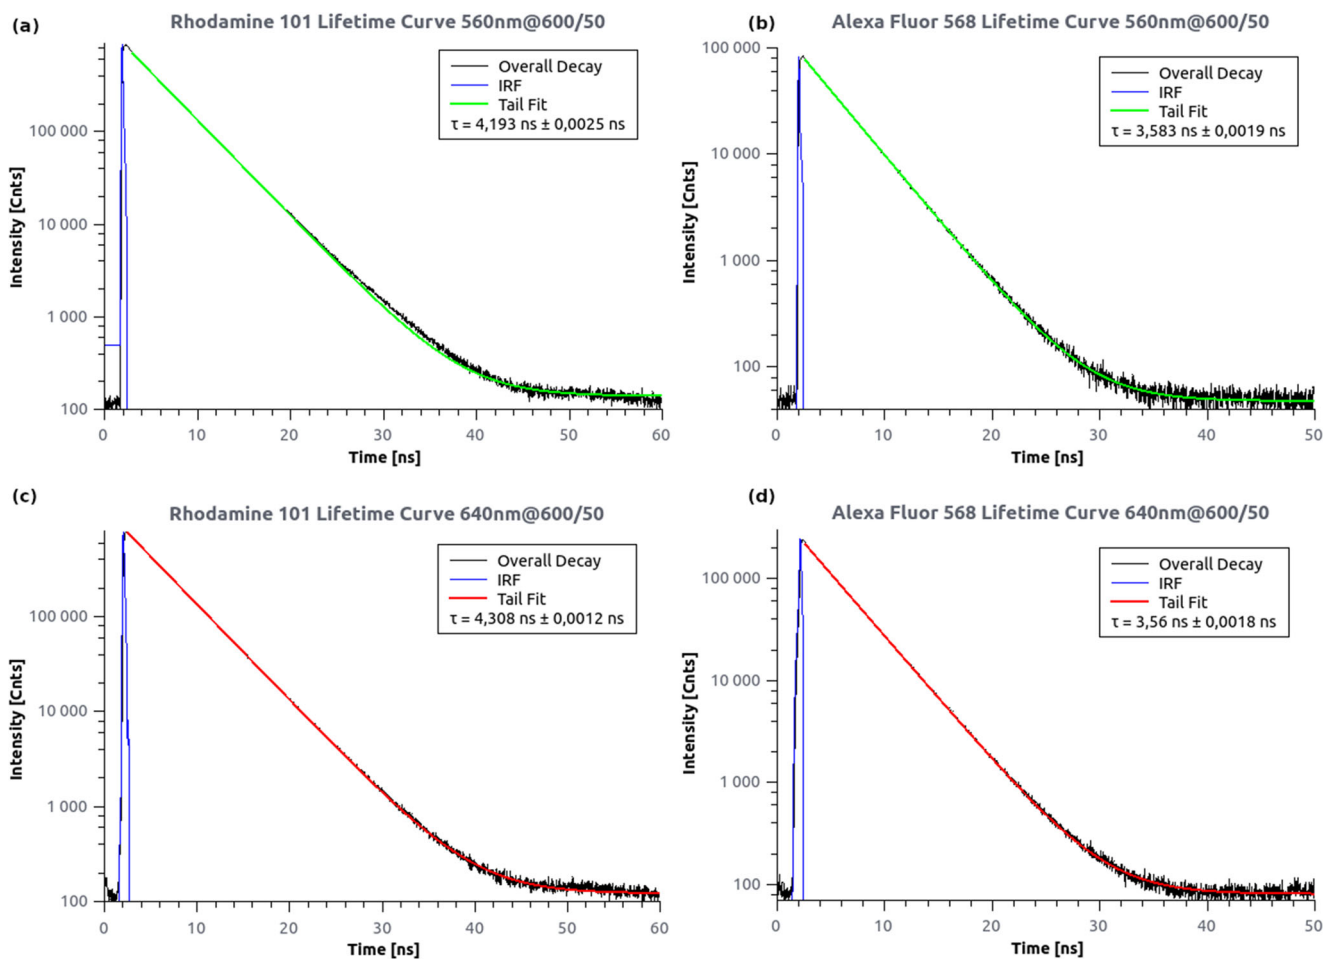 (a)
Rhodamine 101 Lifetime Curve 560nm@600/50
Overall Decay
IRF
Tail Fit
τ = 4,193 ns ± 0,0025 ns
100 000
10 000
1 000
100
Intensity [Cnts]
0 10 20 30 40 50 60
Time [ns]
(b)
Alexa Fluor 568 Lifetime Curve 560nm@600/50
Overall Decay
IRF
Tail Fit
τ = 3,583 ns ± 0,0019 ns
100 000
10 000
1 000
100
Intensity [Cnts]
0 10 20 30 40 50
Time [ns]
(c)
Rhodamine 101 Lifetime Curve 640nm@600/50
Overall Decay
IRF
Tail Fit
τ = 4,308 ns ± 0,0012 ns
100 000
10 000
1 000
100
Intensity [Cnts]
0 10 20 30 40 50 60
Time [ns]
(d)
Alexa Fluor 568 Lifetime Curve 640nm@600/50
Overall Decay
IRF
Tail Fit
τ = 3,56 ns ± 0,0018 ns
100 000
10 000
1 000
100
Intensity [Cnts]
0 10 20 30 40 50
Time [ns]